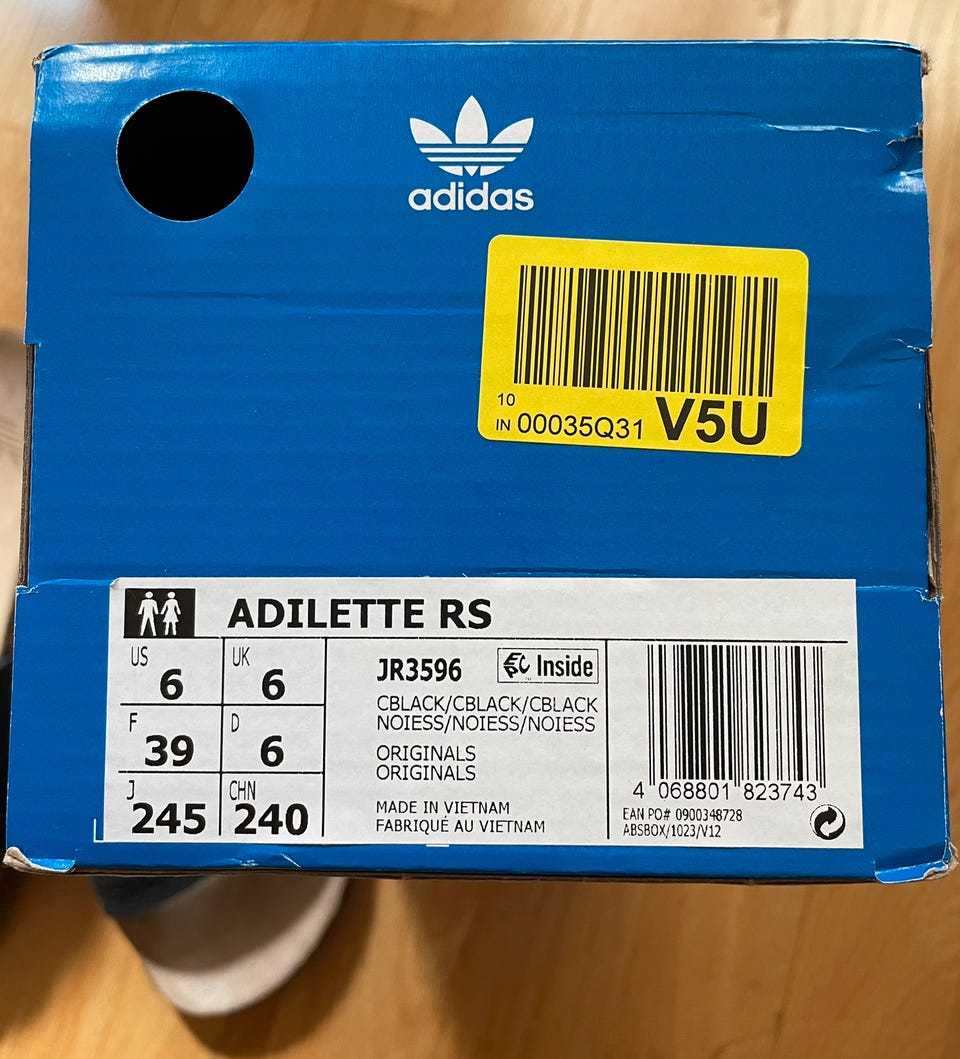 adidas
10
IN 00035Q31 V5U
ADILETTE RS
US 6 UK 6
F 39 D 6
J 245 CHN 240
JR3596 Inside
CBLACK/CBLACK/CBLACK
NOIESS/NOIESS/NOIESS
ORIGINALS
ORIGINALS
MADE IN VIETNAM
FABRIQUÉ AU VIETNAM
4 068801 823743
EAN PO# 0900348728
ABSBOX/1023/V12